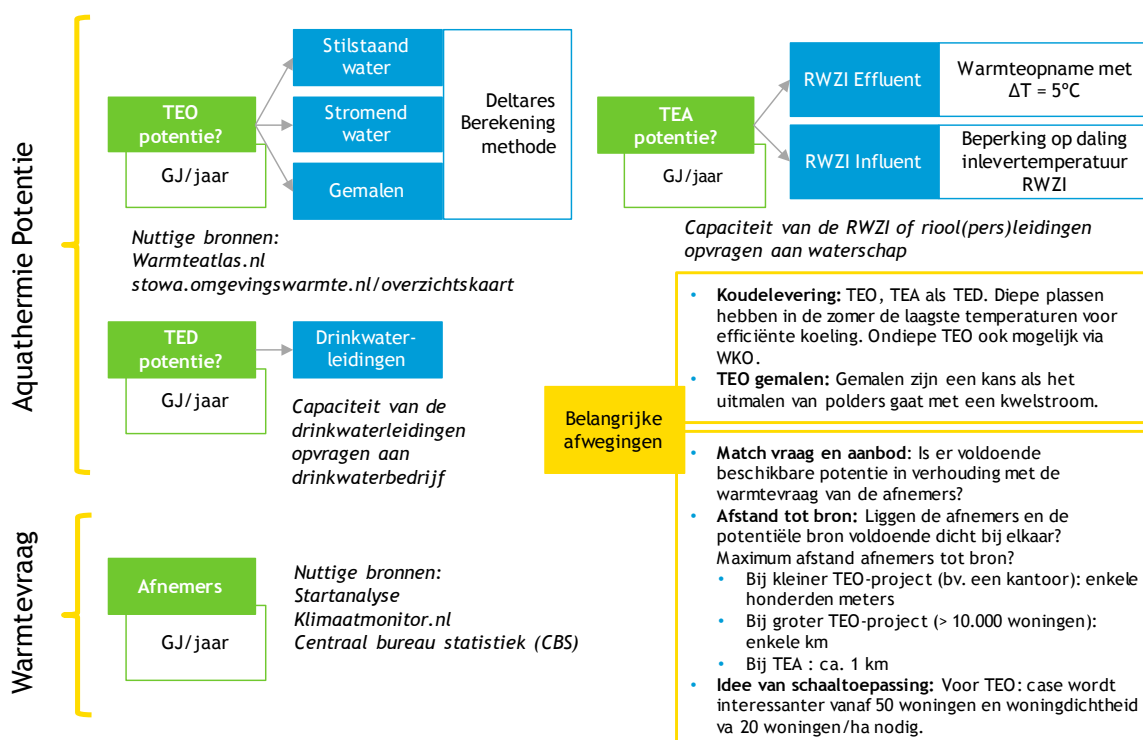 Aquathermie Potentie
TEO
potentie?
GJ/jaar
Stilstaand
water
Stromend
water
Gemalen
Deltares
Berekening
methode
Nuttige bronnen:
Warmteatlas.nl
stowa.omgevingswarmte.nl/overzichtskaart
TEA
potentie?
GJ/jaar
RWZI Effluent
Warmteopname met
ΔT = 5°C
RWZI Influent
Beperking op daling
inlevertemperatuur
RWZI
Capaciteit van de RWZI of riool(pers)leidingen
opvragen aan waterschap
TED
potentie?
GJ/jaar
Drinkwater-
leidingen
Capaciteit van de
drinkwaterleidingen
opvragen aan
drinkwaterbedrijf
Warmtevraag
Afnemers
GJ/jaar
Nuttige bronnen:
Startanalyse
Klimaatmonitor.nl
Centraal bureau statistiek (CBS)
Belangrijke
afwegingen
• Koudelevering: TEO, TEA als TED. Diepe plassen
hebben in de zomer de laagste temperaturen voor
efficiënte koeling. Ondiepe TEO ook mogelijk via
WKO.
• TEO gemalen: Gemalen zijn een kans als het
uitmalen van polders gaat met een kwelstroom.
• Match vraag en aanbod: Is er voldoende
beschikbare potentie in verhouding met de
warmtevraag van de afnemers?
• Afstand tot bron: Liggen de afnemers en de
potentiële bron voldoende dicht bij elkaar?
Maximum afstand afnemers tot bron?
• Bij kleiner TEO-project (bv. een kantoor): enkele
honderden meters
• Bij groter TEO-project (> 10.000 woningen):
enkele km
• Bij TEA : ca. 1 km
• Idee van schaaltoepassing: Voor TEO: case wordt
interessanter vanaf 50 woningen en woningdichtheid
va 20 woningen/ha nodig.